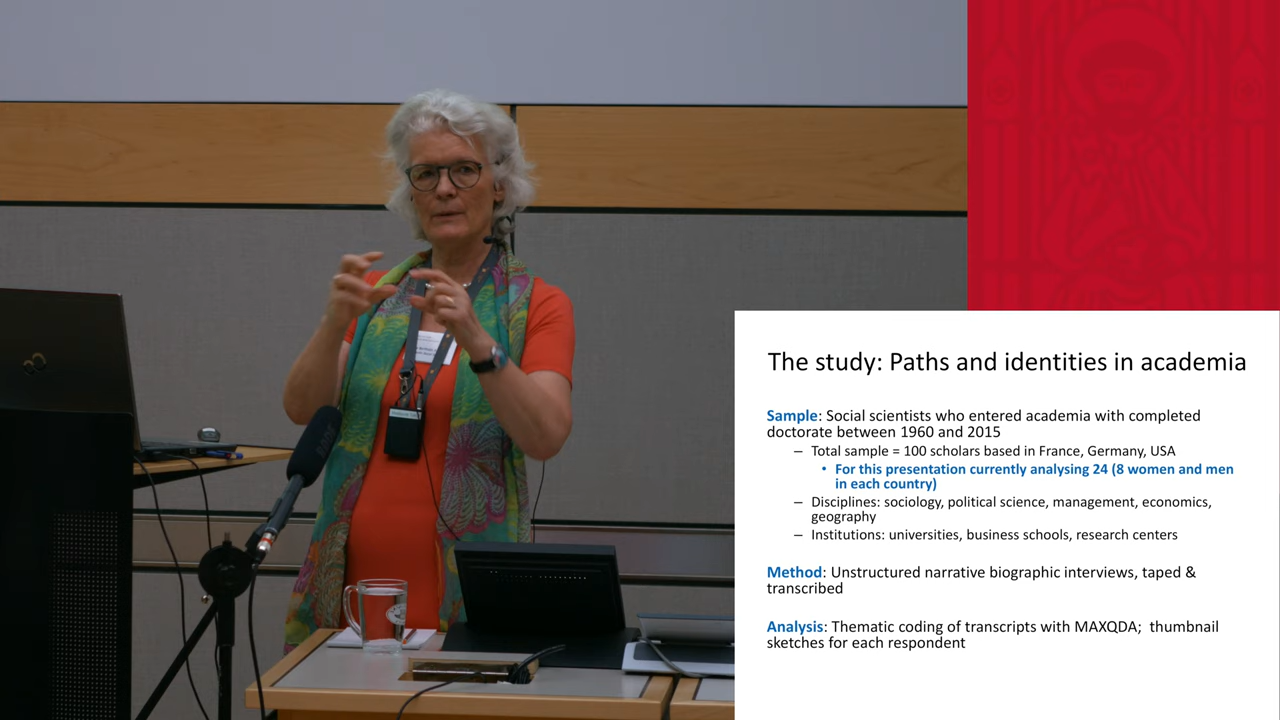 The study: Paths and identities in academia
Sample: Social scientists who entered academia with completed
doctorate between 1960 and 2015
– Total sample = 100 scholars based in France, Germany, USA
• For this presentation currently analysing 24 (8 women and men
in each country)
– Disciplines: sociology, political science, management, economics,
geography
– Institutions: universities, business schools, research centers
Method: Unstructured narrative biographic interviews, taped &
transcribed
Analysis: Thematic coding of transcripts with MAXQDA;  thumbnail
sketches for each respondent